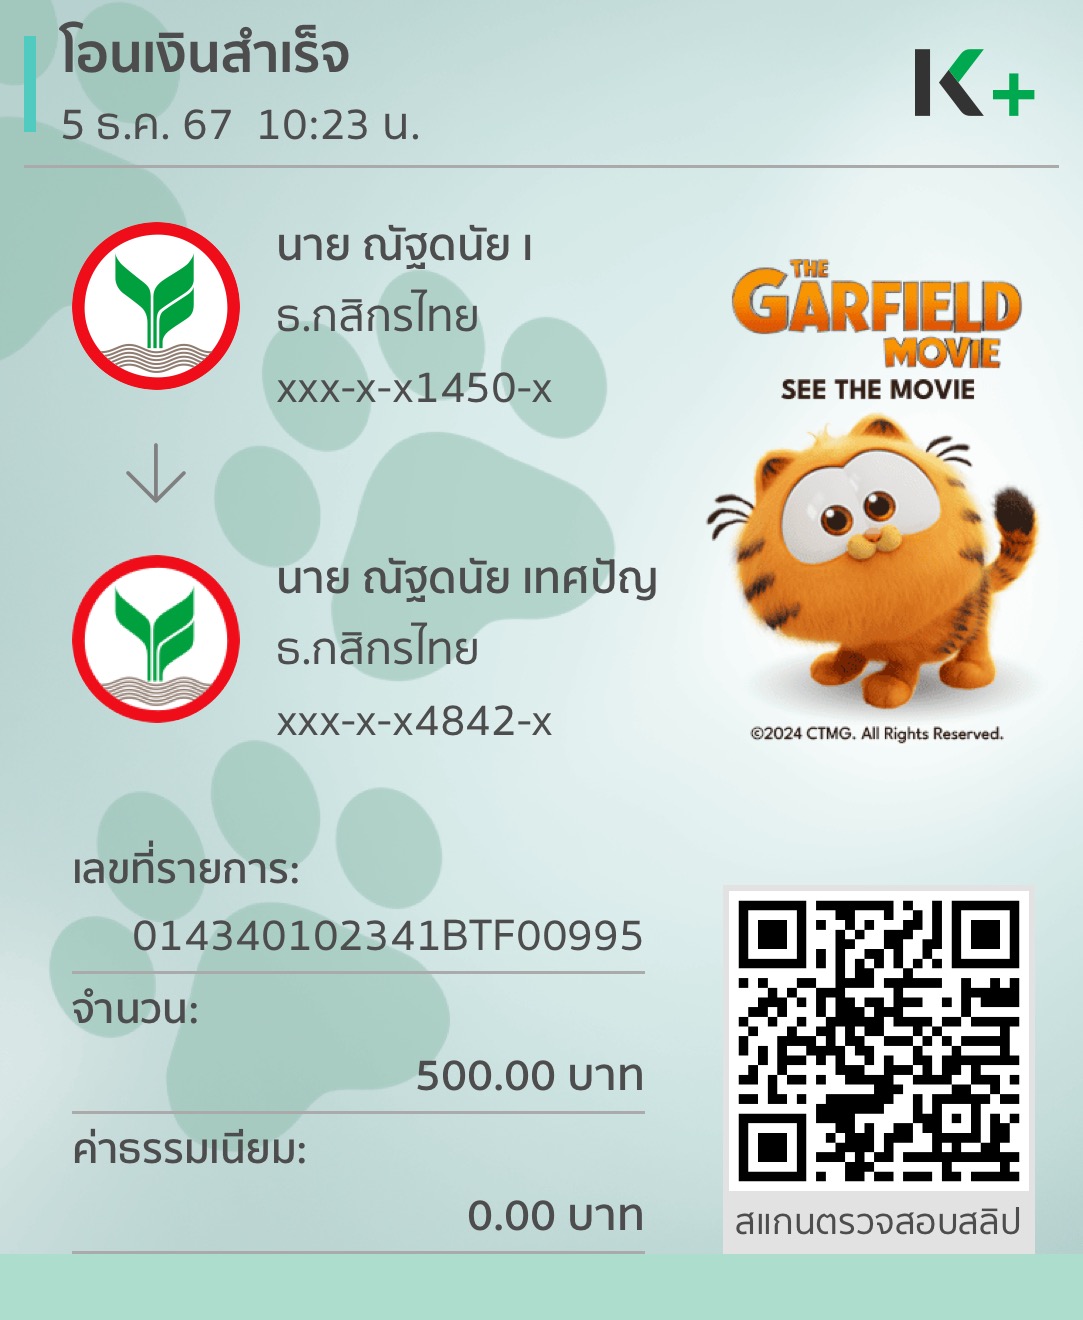 โอนเงินสำเร็จ
5 ธ.ค. 67 10:23 น.
K+
นาย ณัฐดนัย เ
ธ.กสิกรไทย
xxx-x-x1450-x
THE
GARFIELD
MOVIE
SEE THE MOVIE
นาย ณัฐดนัย เทศปัญ
ธ.กสิกรไทย
xxx-x-x4842-x
©2024 CTMG. All Rights Reserved.
เลขที่รายการ:
014340102341BTF00995
จำนวน:
500.00 บาท
ค่าธรรมเนียม:
0.00 บาท
สแกนตรวจสอบสลิป